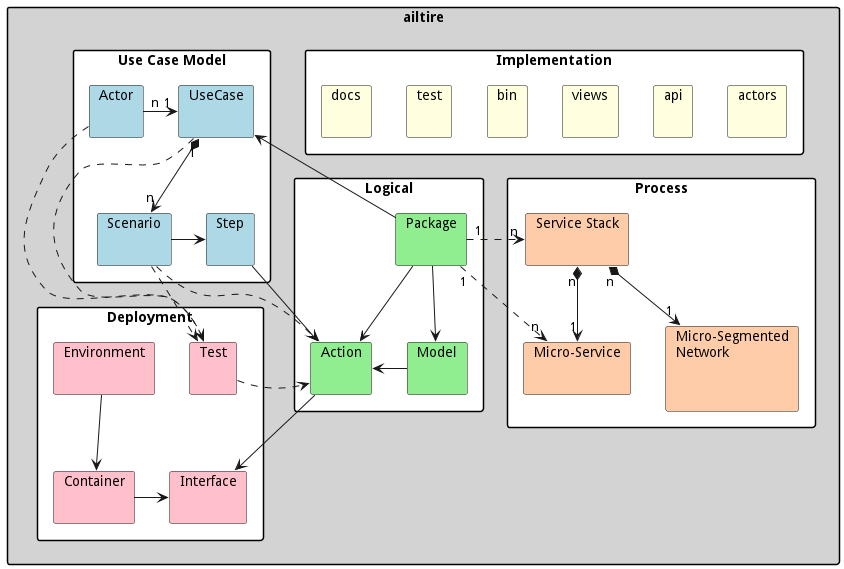 ailtire
Use Case Model
Implementation
Actor
n 1
UseCase
docs
test
bin
views
api
actors
1
n
Logical
Process
Scenario
Step
Package
1
n
Service Stack
1
n
n
n
1
1
Deployment
Environment
Test
Action
Model
Micro-Service
Micro-Segmented
Network
Container
Interface